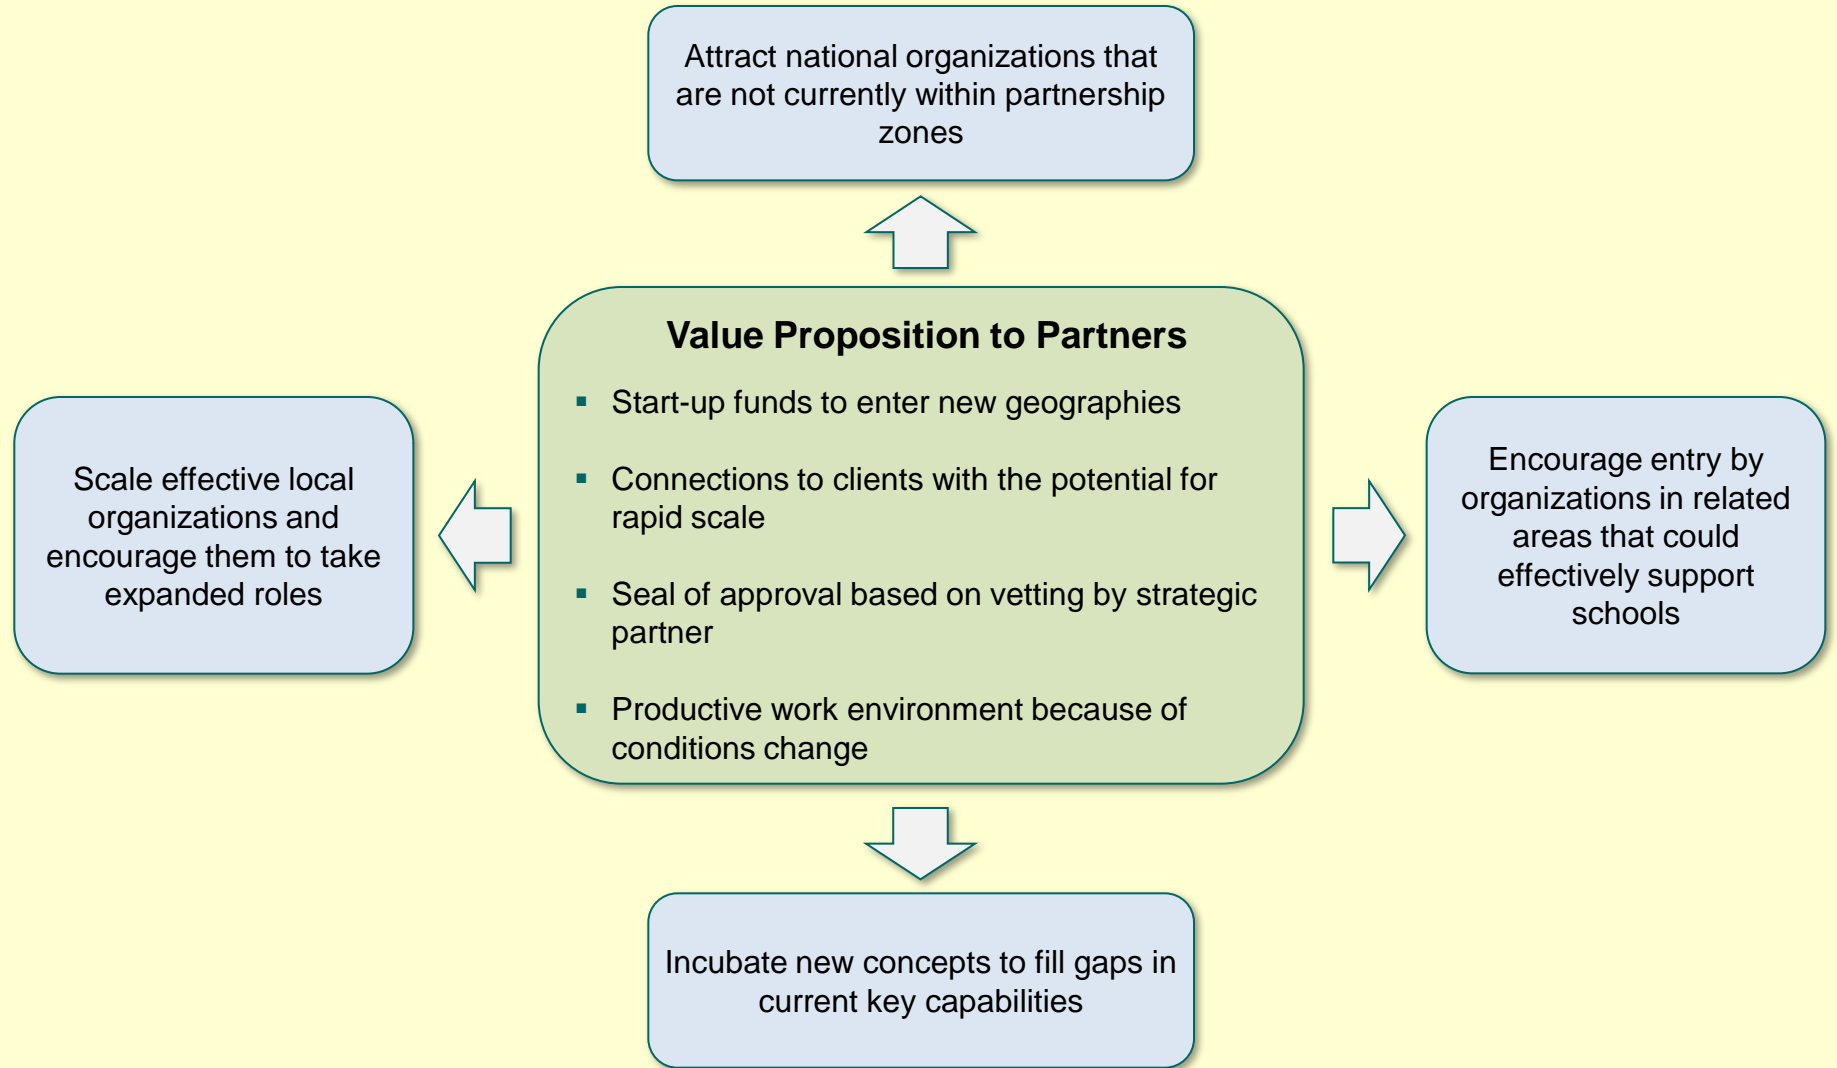 Attract national organizations that
are not currently within partnership
zones
Value Proposition to Partners
▪ Start-up funds to enter new geographies
▪ Connections to clients with the potential for
rapid scale
▪ Seal of approval based on vetting by strategic
partner
▪ Productive work environment because of
conditions change
Scale effective local
organizations and
encourage them to take
expanded roles
Encourage entry by
organizations in related
areas that could
effectively support
schools
Incubate new concepts to fill gaps in
current key capabilities